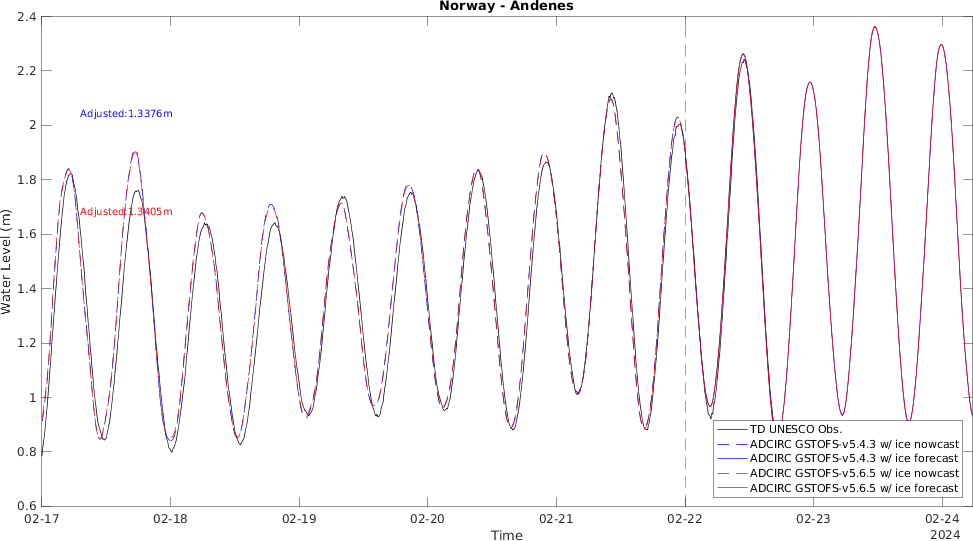 Norway - Andenes
2.4
2.2
2
1.8
1.6
1.4
1.2
1
0.8
0.6
Water Level (m)
Adjusted:1.3376m
Adjusted:1.3405m
TD UNESCO Obs.
ADCIRC GSTOFS-v5.4.3 w/ ice nowcast
ADCIRC GSTOFS-v5.4.3 w/ ice forecast
ADCIRC GSTOFS-v5.6.5 w/ ice nowcast
ADCIRC GSTOFS-v5.6.5 w/ ice forecast
02-17 02-18 02-19 02-20 02-21 02-22 02-23 02-24
Time
2024